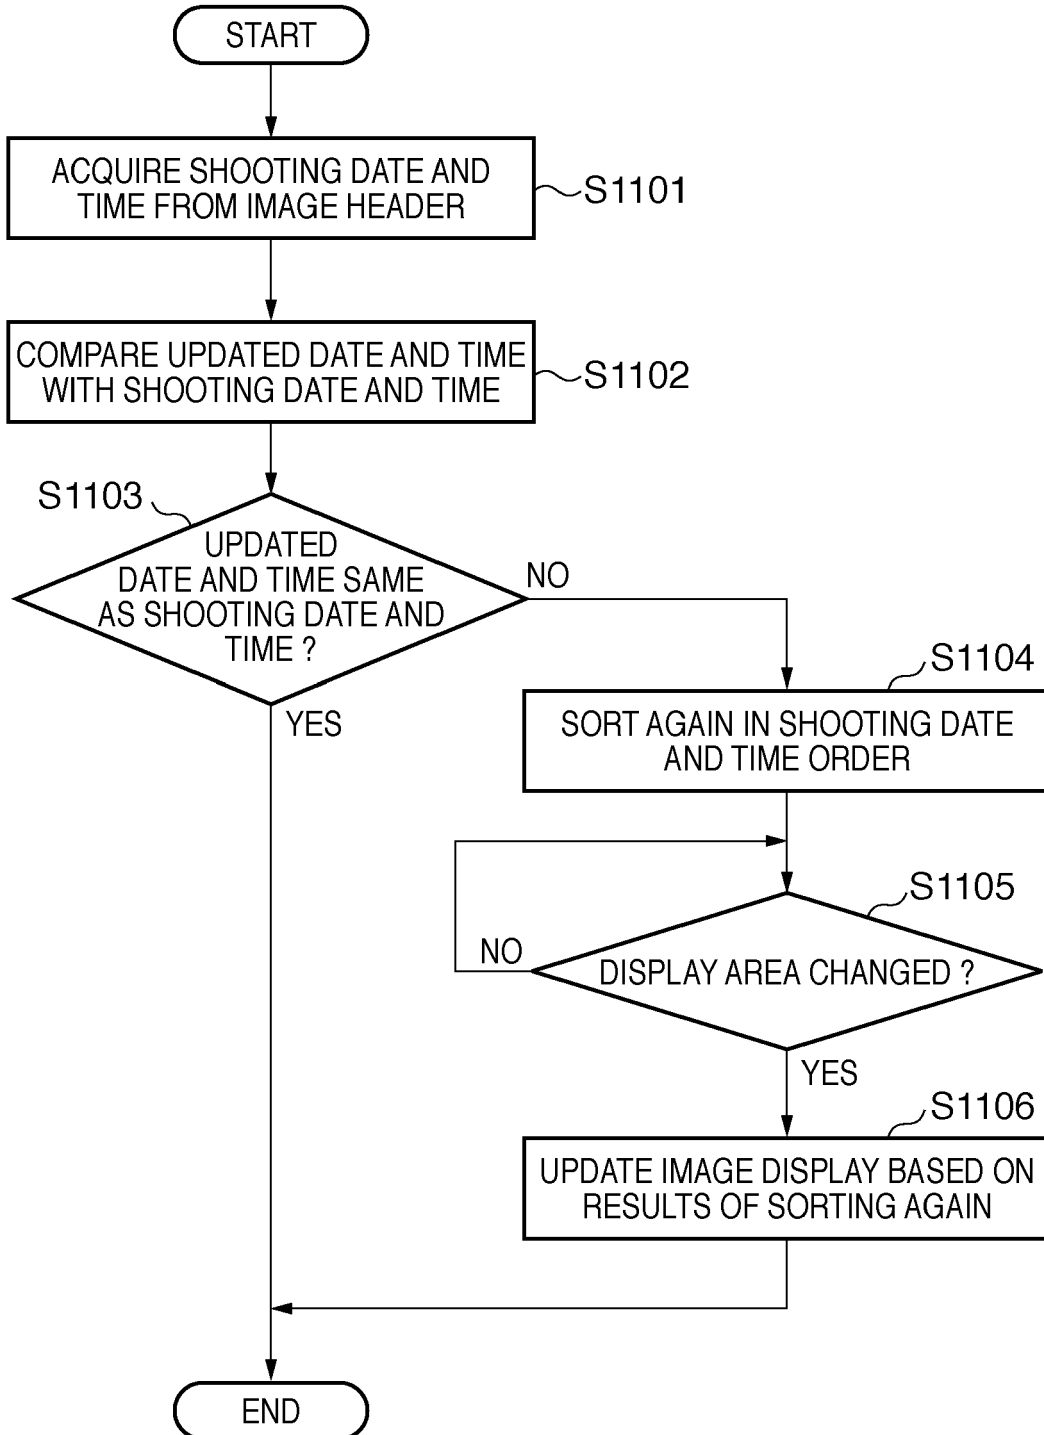 START
ACQUIRE SHOOTING DATE AND
TIME FROM IMAGE HEADER
S1101
COMPARE UPDATED DATE AND TIME
WITH SHOOTING DATE AND TIME
S1102
S1103
UPDATED
DATE AND TIME SAME
AS SHOOTING DATE AND
TIME ?
NO
YES
S1104
SORT AGAIN IN SHOOTING DATE
AND TIME ORDER
S1105
NO
DISPLAY AREA CHANGED ?
YES
S1106
UPDATE IMAGE DISPLAY BASED ON
RESULTS OF SORTING AGAIN
END